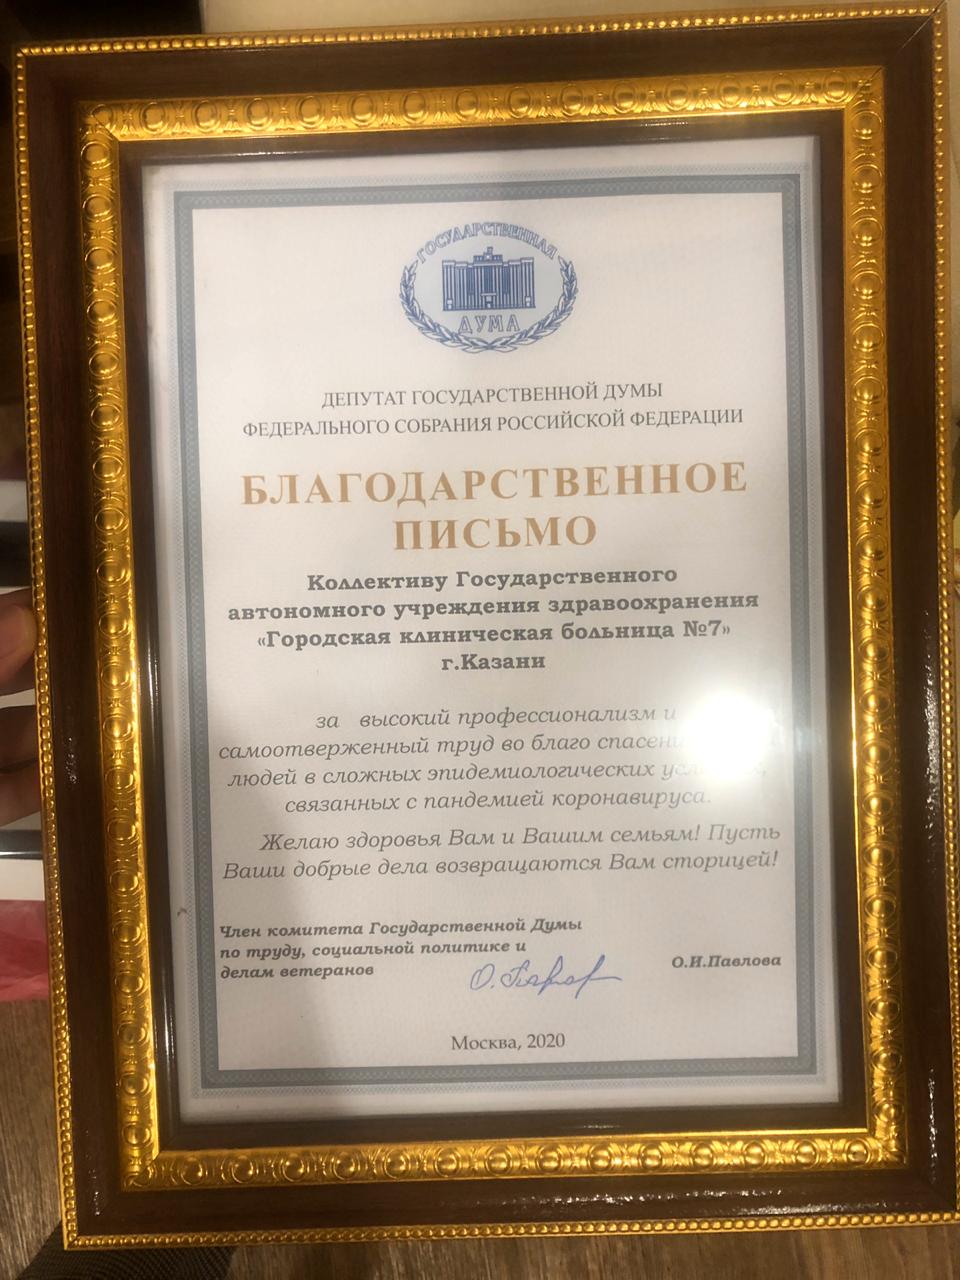 ГОСУДАРСТВЕННАЯ
ДУМА
ДЕПУТАТ ГОСУДАРСТВЕННОЙ ДУМЫ
ФЕДЕРАЛЬНОГО СОБРАНИЯ РОССИЙСКОЙ ФЕДЕРАЦИИ
БЛАГОДАРСТВЕННОЕ
ПИСЬМО
Коллективу Государственного
автономного учреждения здравоохранения
«Городская клиническая больница №7»
г.Казани
за высокий профессионализм и
самоотверженный труд во благо
людей в сложных эпидемиологических
связанных с пандемией коронавируса.
Желаю здоровья Вам и Вашим семьям! Пусть
Ваши добрые дела возвращаются Вам сторицей!
Член комитета Государственной Думы
по труду, социальной политике и
делам ветеранов
О.И.Павлова
Москва, 2020